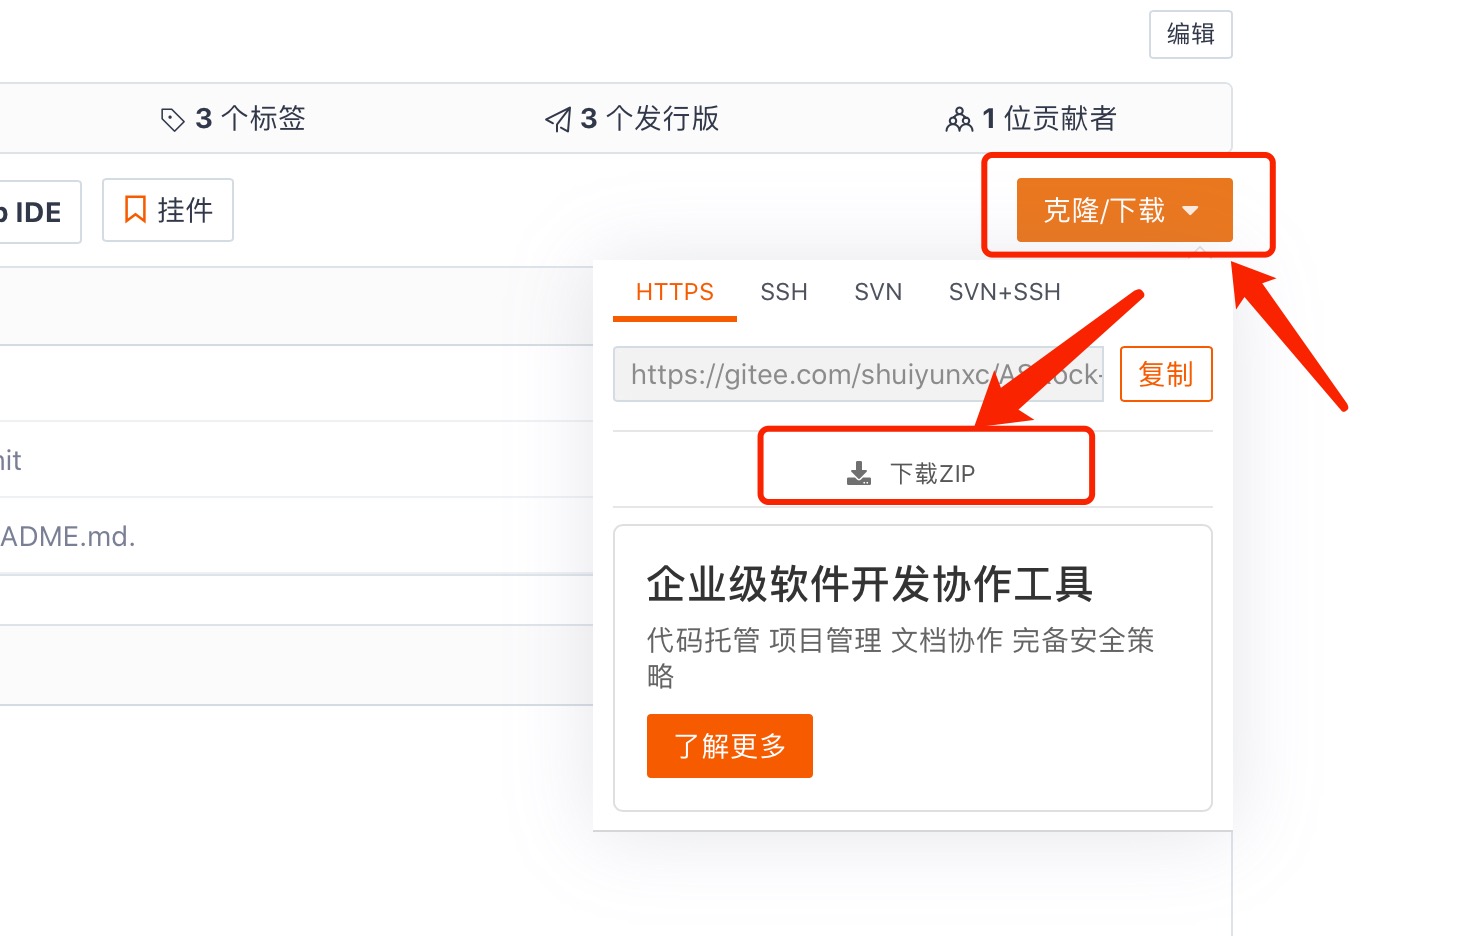 编辑
3 个标签
3 个发行版
1 位贡献者
IDE
挂件
克隆/下载
HTTPS SSH SVN SVN+SSH
https://gitee.com/shuiyunxc/
复制
下载ZIP
ADME.md.
企业级软件开发协作工具
代码托管 项目管理 文档协作 完备安全策
略
了解更多